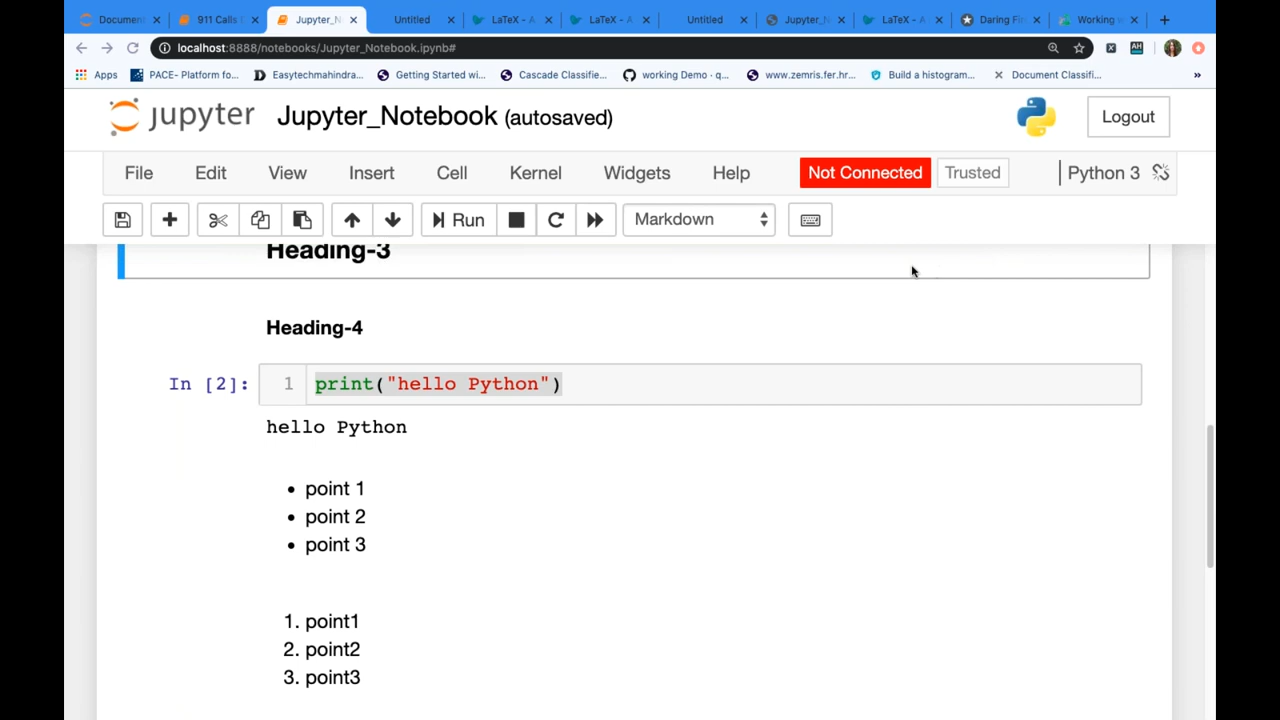 Document
911 Calls
Jupyter_N
Untitled
LaTeX - A
LaTeX - A
Untitled
Jupyter_N
LaTeX - A
Daring Fi
Working w
localhost:8888/notebooks/Jupyter_Notebook.ipynb#
Apps
PACE- Platform fo...
Easytechmahindra...
Getting Started wi...
Cascade Classifie...
working Demo · q...
www.zemris.fer.hr...
Build a histogram...
Document Classifi...
»
jupyter Jupyter_Notebook (autosaved)
Logout
File Edit View Insert Cell Kernel Widgets Help Not Connected Trusted Python 3
Run Markdown
Heading-3
Heading-4
In [2]: 1 print("hello Python")
hello Python
• point 1
• point 2
• point 3
1. point1
2. point2
3. point3